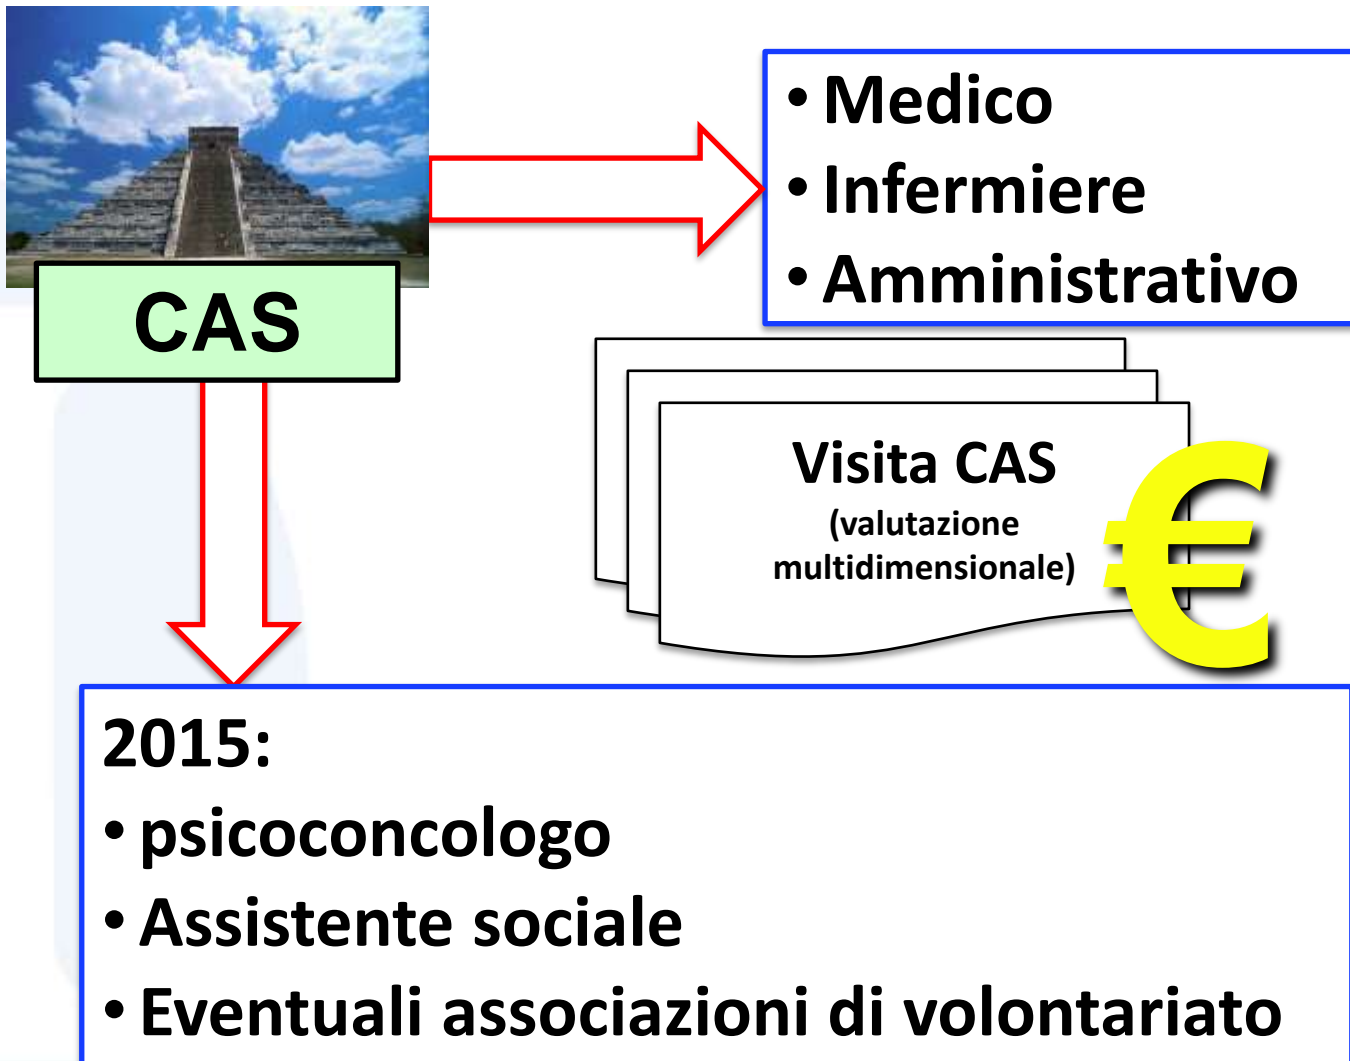 • Medico
• Infermiere
• Amministrativo
CAS
Visita CAS
(valutazione
multidimensionale)
€
2015:
• psicoconcologo
• Assistente sociale
• Eventuali associazioni di volontariato